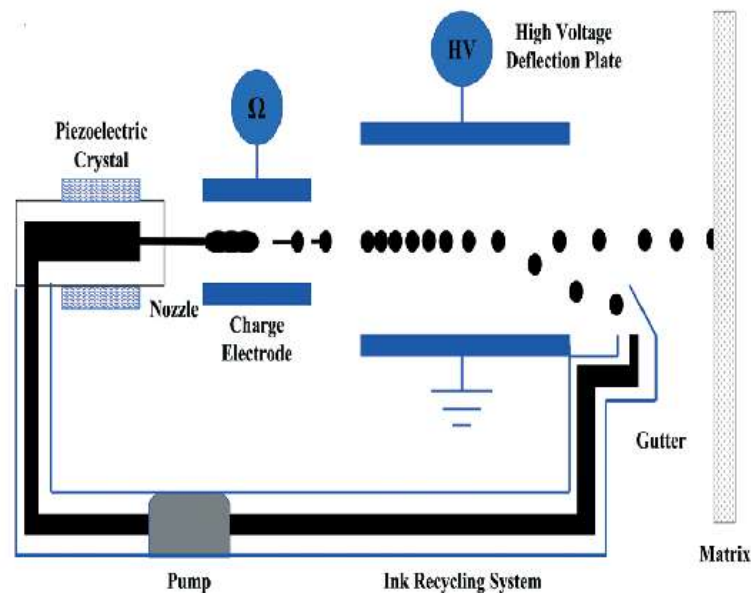 High Voltage
Deflection Plate
HV
Ω
Piezoelectric
Crystal
Nozzle
Charge
Electrode
Gutter
Matrix
Pump
Ink Recycling System